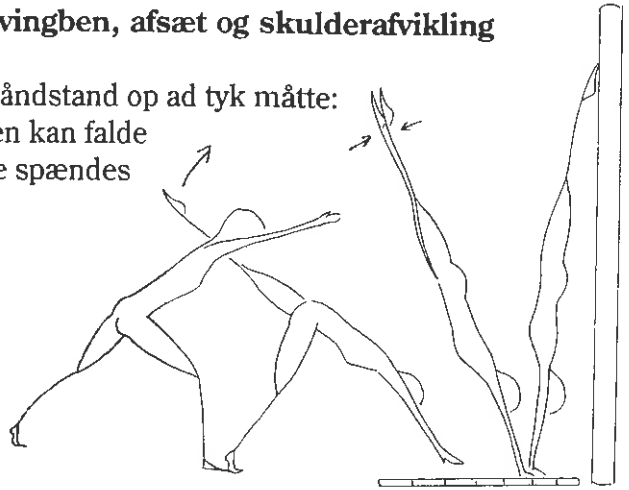 vingben, afsæt og skulderafvikling
åndstand op ad tyk måtte:
en kan falde
e spændes